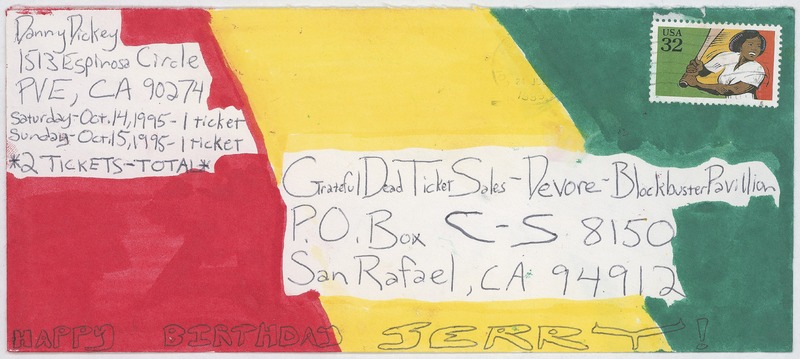 Danny Dickey
1513 Espinosa Circle
PVE, CA 90274
Saturday-Oct.14,1995-1 ticket
Sunday-Oct.15,1995-1 ticket
*2 TICKETS-TOTAL*
USA
32
Grateful Dead Ticket Sales-Devore-Blockbuster Pavillion
P.O. Box C-S 8150
San Rafael, CA 94912
HAPPY BIRTHDAY JERRY!